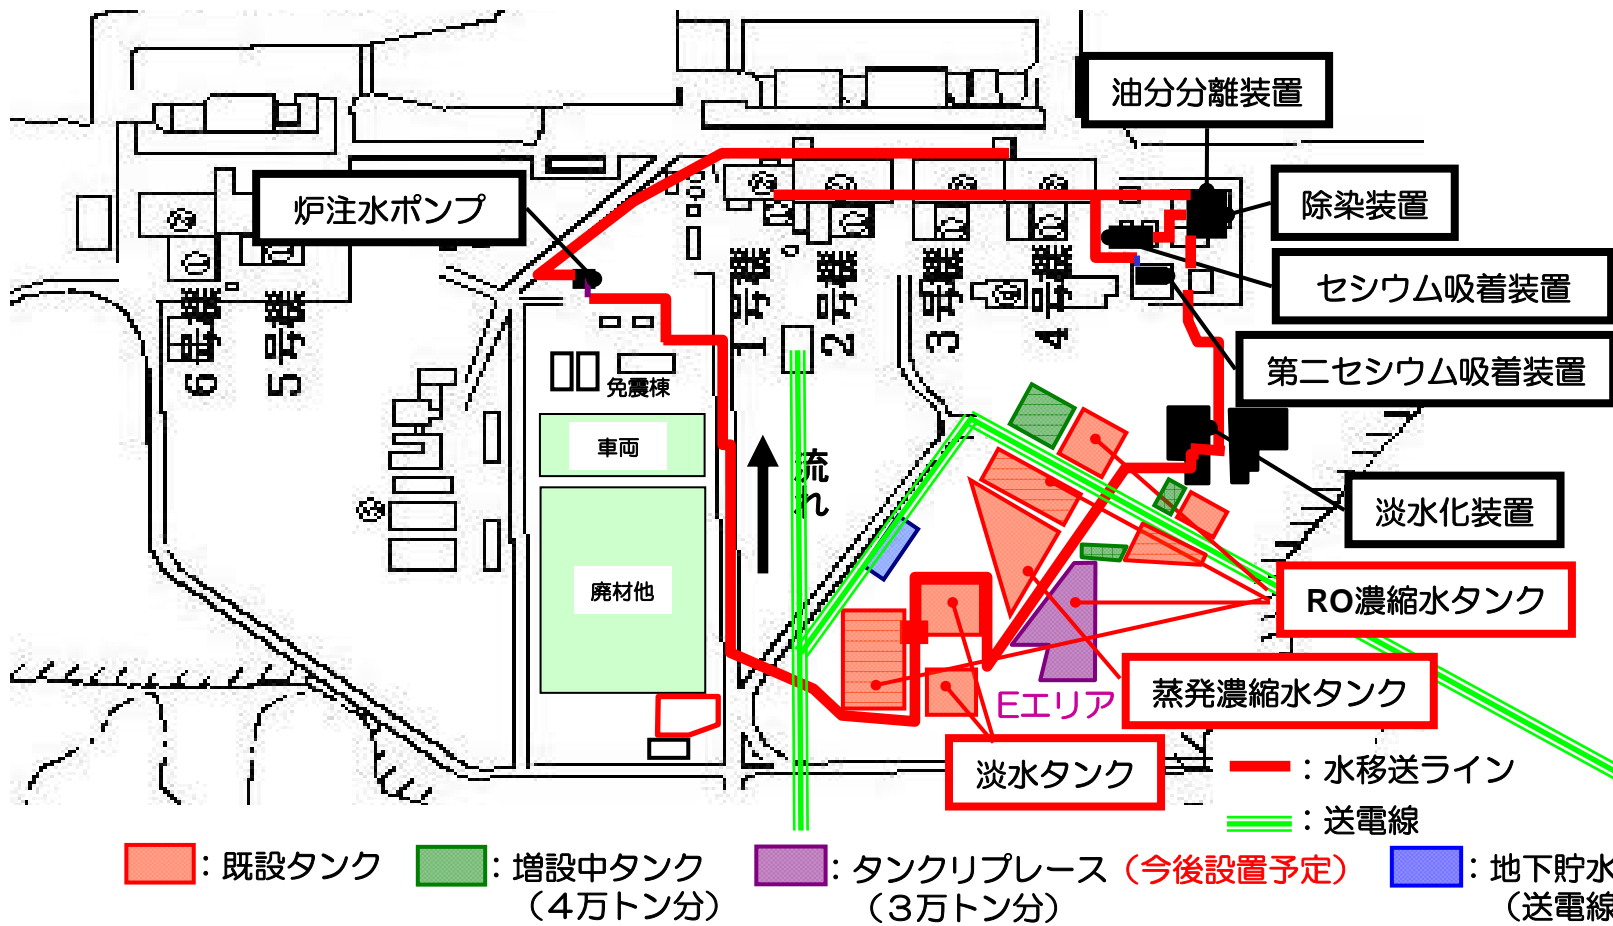 油分分離装置
炉注水ポンプ
除染装置
セシウム吸着装置
第二セシウム吸着装置
6号機
5号機
1号機
2号機
3号機
4号機
免震棟
車両
流れ
廃材他
淡水化装置
RO濃縮水タンク
蒸発濃縮水タンク
Eエリア
淡水タンク
：水移送ライン
：送電線
：既設タンク
：増設中タンク
（4万トン分）
：タンクリプレース（今後設置予定）
（3万トン分）
：地下貯水
（送電線